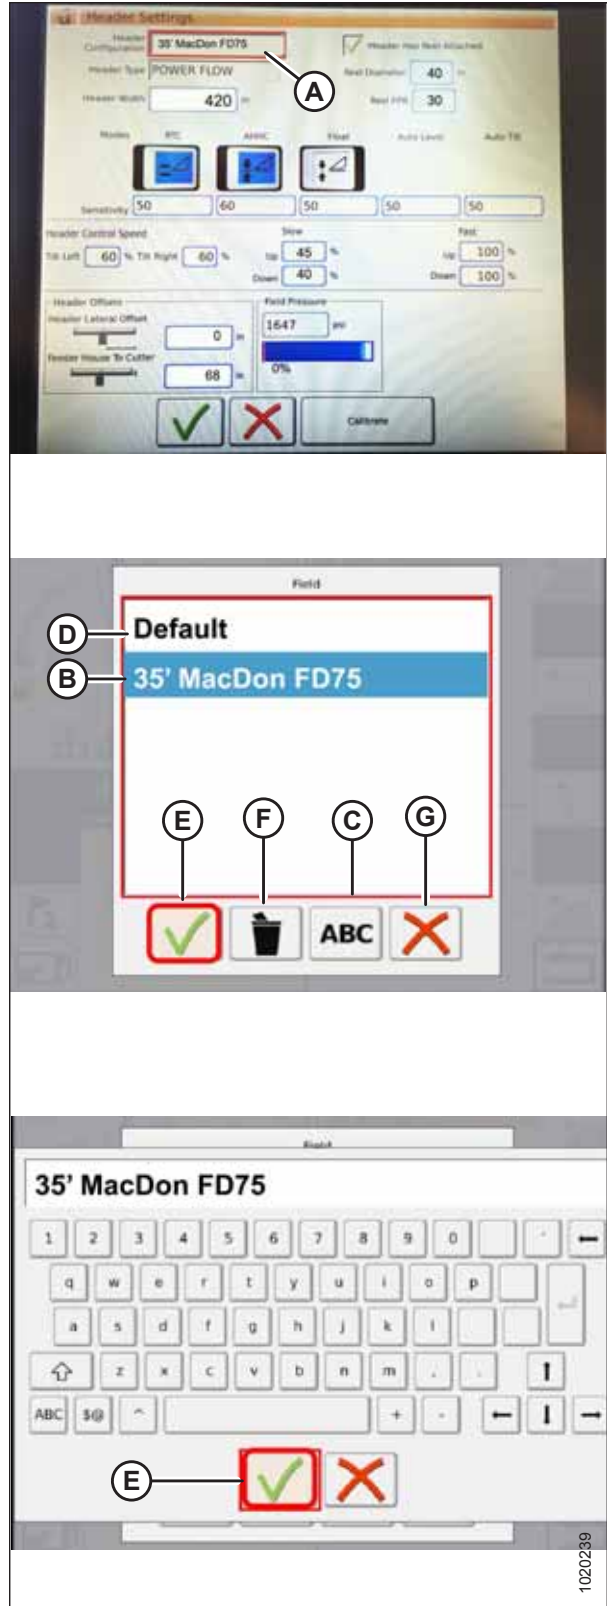 Header Settings
Header Configuration 35' MacDon FD75 Header Has Reel Attached
A
Header Type POWER FLOW Reel Diameter 40 in
Header Width 420 in Reel PPR 30
Modes RTC AHHC Float Auto Level Auto Tilt
Sensitivity 50 60 50 50 50
Header Control Speed Slow Fast
Tilt Left 60 % Tilt Right 60 % Up 45 % Up 100 %
Down 40 % Down 100 %
Header Offsets Field Pressure
Header Lateral Offset 1647 psi
0 in
Feeder House To Cutter 0%
68 in
Calibrate
Field
D Default
B 35' MacDon FD75
E F C G
ABC
Field
35' MacDon FD75
1 2 3 4 5 6 7 8 9 0 '
q w e r t y u i o p
a s d f g h j k l
z x c v b n m , .
ABC $@ ^ + -
E
1020239